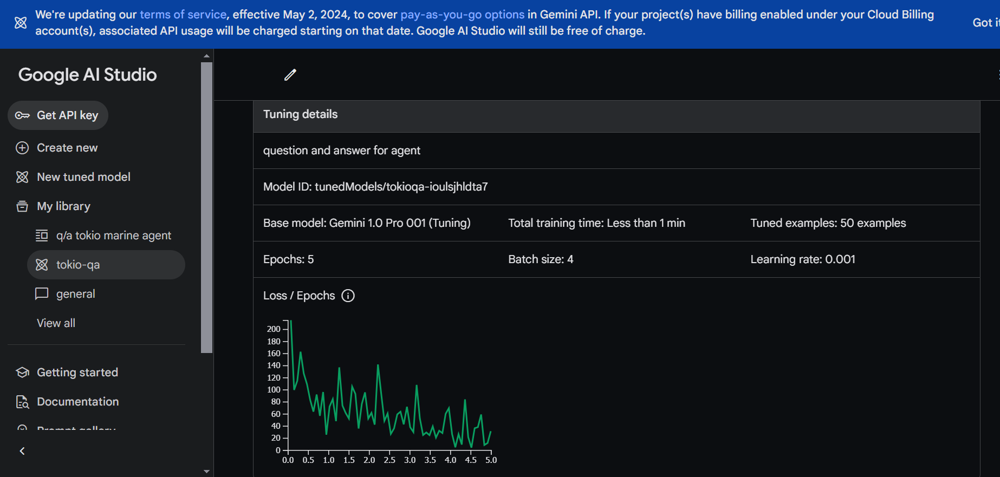 We're updating our terms of service, effective May 2, 2024, to cover pay-as-you-go options in Gemini API. If your project(s) have billing enabled under your Cloud Billing
account(s), associated API usage will be charged starting on that date. Google AI Studio will still be free of charge.
Got it
Google AI Studio
Get API key
Create new
New tuned model
My library
q/a tokio marine agent
tokio-qa
general
View all
Getting started
Documentation
Prompt gallery
Tuning details
question and answer for agent
Model ID: tunedModels/tokioqa-ioulsjhldta7
Base model: Gemini 1.0 Pro 001 (Tuning) Total training time: Less than 1 min Tuned examples: 50 examples
Epochs: 5 Batch size: 4 Learning rate: 0.001
Loss / Epochs
200
180
160
140
120
100
80
60
40
20
0
0.0 0.5 1.0 1.5 2.0 2.5 3.0 3.5 4.0 4.5 5.0